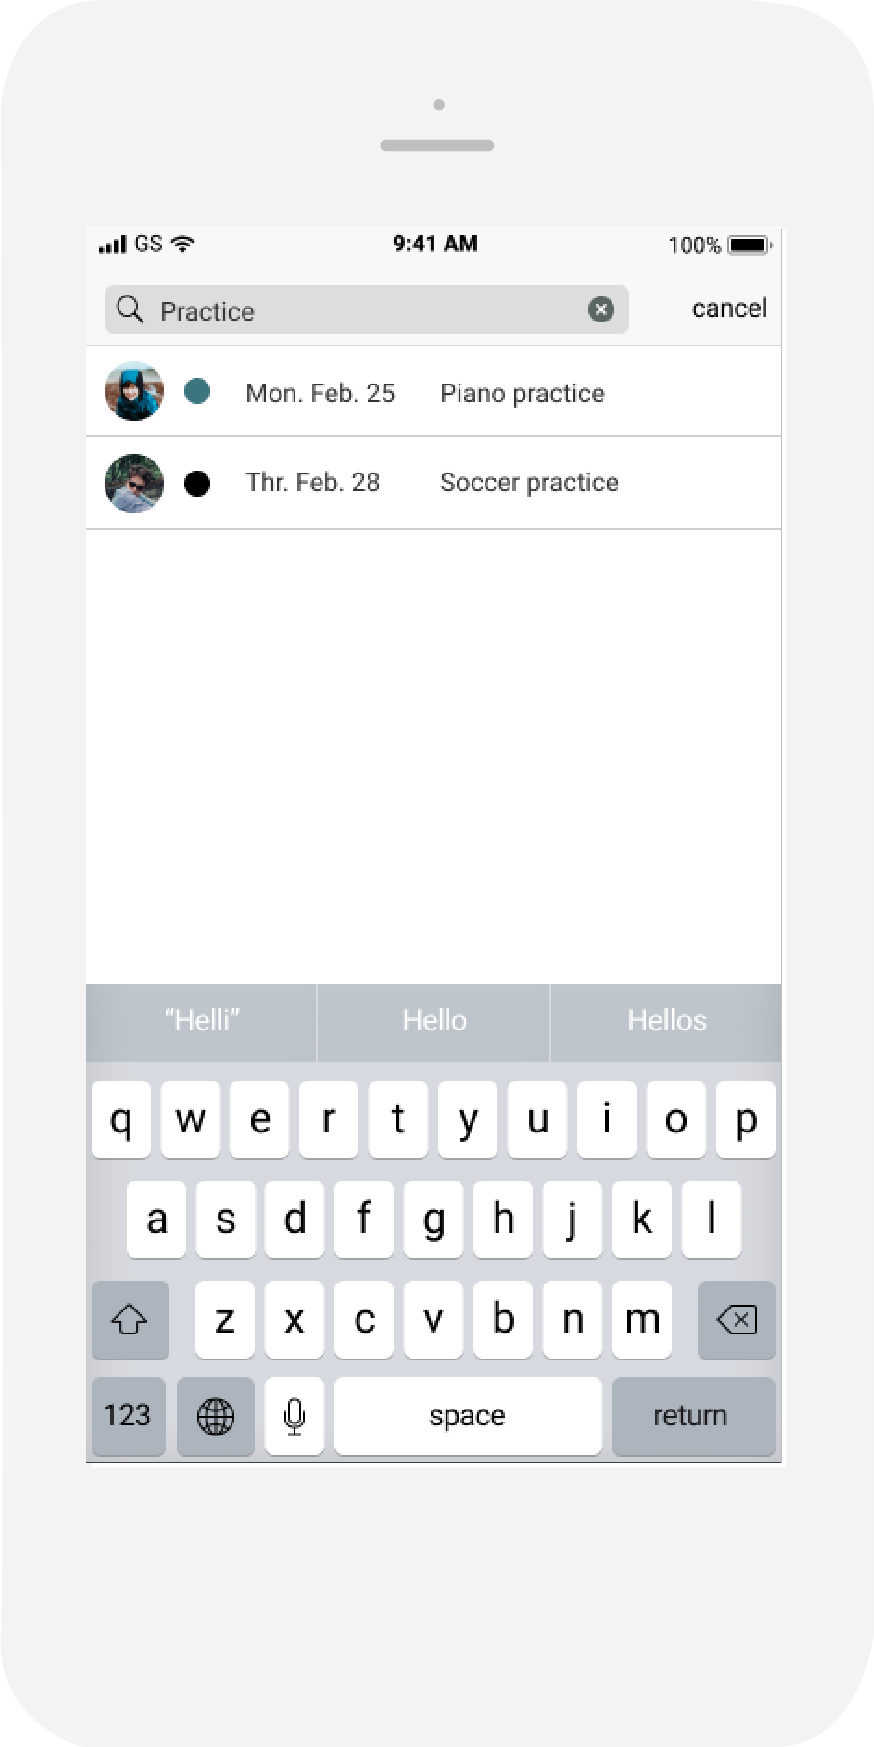 GS 9:41 AM 100%
Practice cancel
Mon. Feb. 25 Piano practice
Thr. Feb. 28 Soccer practice
“Helli” Hello Hellos
q w e r t y u i o p
a s d f g h j k l
z x c v b n m
123 space return